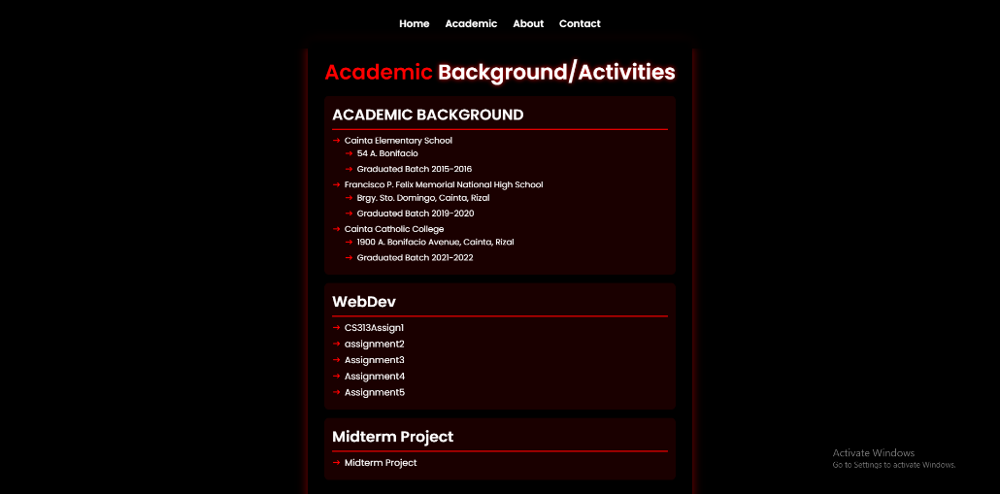 Home Academic About Contact
Academic Background/Activities
ACADEMIC BACKGROUND
→ Cainta Elementary School
→ 54 A. Bonifacio
→ Graduated Batch 2015-2016
→ Francisco P. Felix Memorial National High School
→ Brgy. Sto. Domingo, Cainta, Rizal
→ Graduated Batch 2019-2020
→ Cainta Catholic College
→ 1900 A. Bonifacio Avenue, Cainta, Rizal
→ Graduated Batch 2021-2022
WebDev
→ CS313Assign1
→ assignment2
→ Assignment3
→ Assignment4
→ Assignment5
Midterm Project
→ Midterm Project
Activate Windows
Go to Settings to activate Windows.